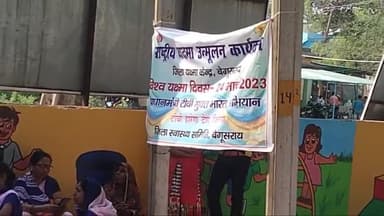 राष्ट्रीय यक्ष्मा उन्मूलन कार्यक्रम
जिला यक्ष्मा केन्द्र, बेगूसराय
विश्व यक्ष्मा दिवस- 24 मार्च 2023
प्रधानमंत्री टीबी मुक्त भारत अभियान
टीबी हारेगा देश जीतेगा
जिला स्वास्थ्य समिति, बेगूसराय
14